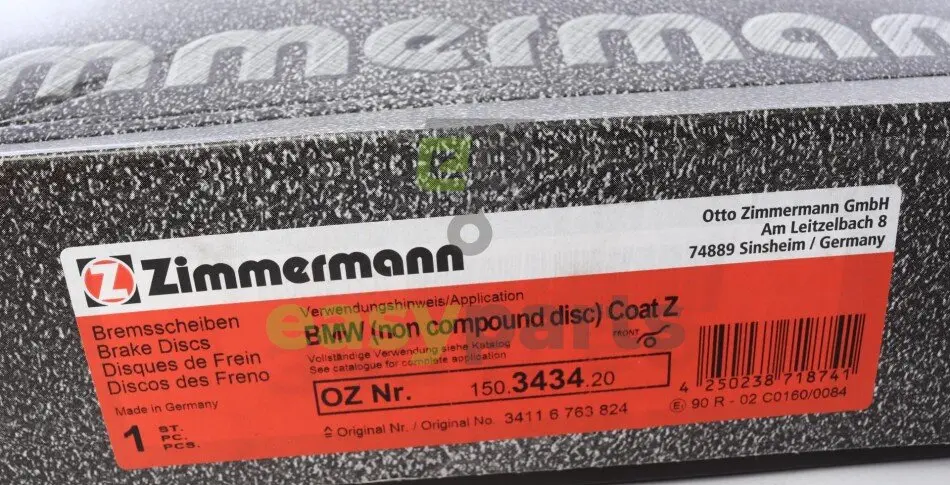 mmerman
Zimmermann
Otto Zimmermann GmbH
Am Leitzelbach 8
74889 Sinsheim / Germany
Bremsscheiben
Brake Discs
Disques de Frein
Discos des Freno
Made in Germany
1 ST.
PC.
PCS.
Verwendungshinweis/Application
BMW (non compound disc) Coat Z
FRONT
Vollständige Verwendung siehe Katalog
See catalogue for complete application
OZ Nr. 150.3434.20
≙ Original Nr. / Original No. 3411 6 763 824
4 250238 718741
E1 90 R - 02 C0160/0084
easyparts